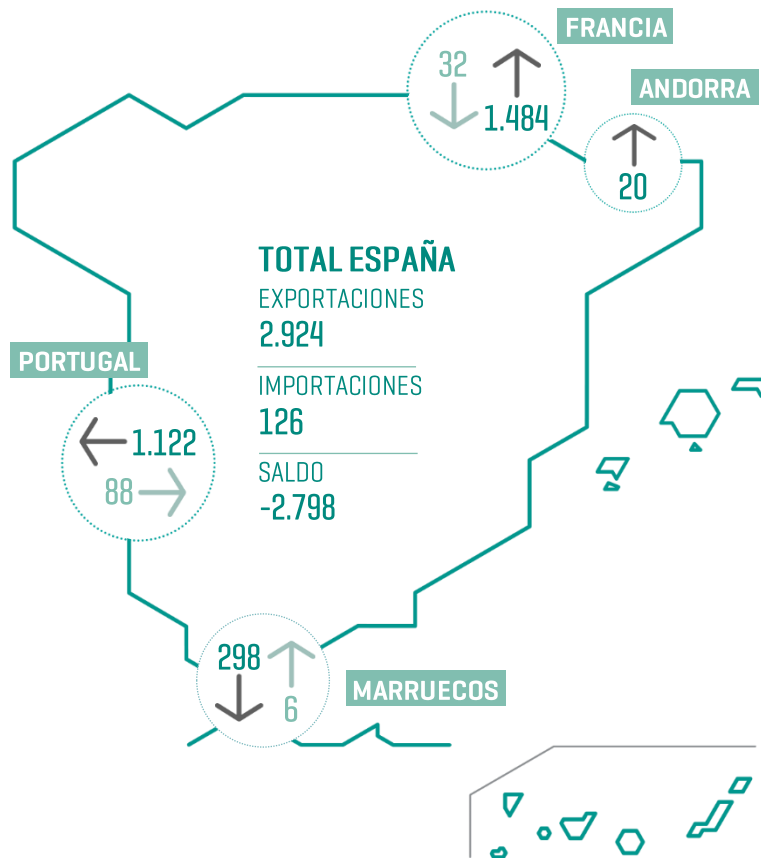 FRANCIA
32
1.484
ANDORRA
20
TOTAL ESPAÑA
EXPORTACIONES
2.924
IMPORTACIONES
126
SALDO
-2.798
PORTUGAL
1.122
88
298
6
MARRUECOS